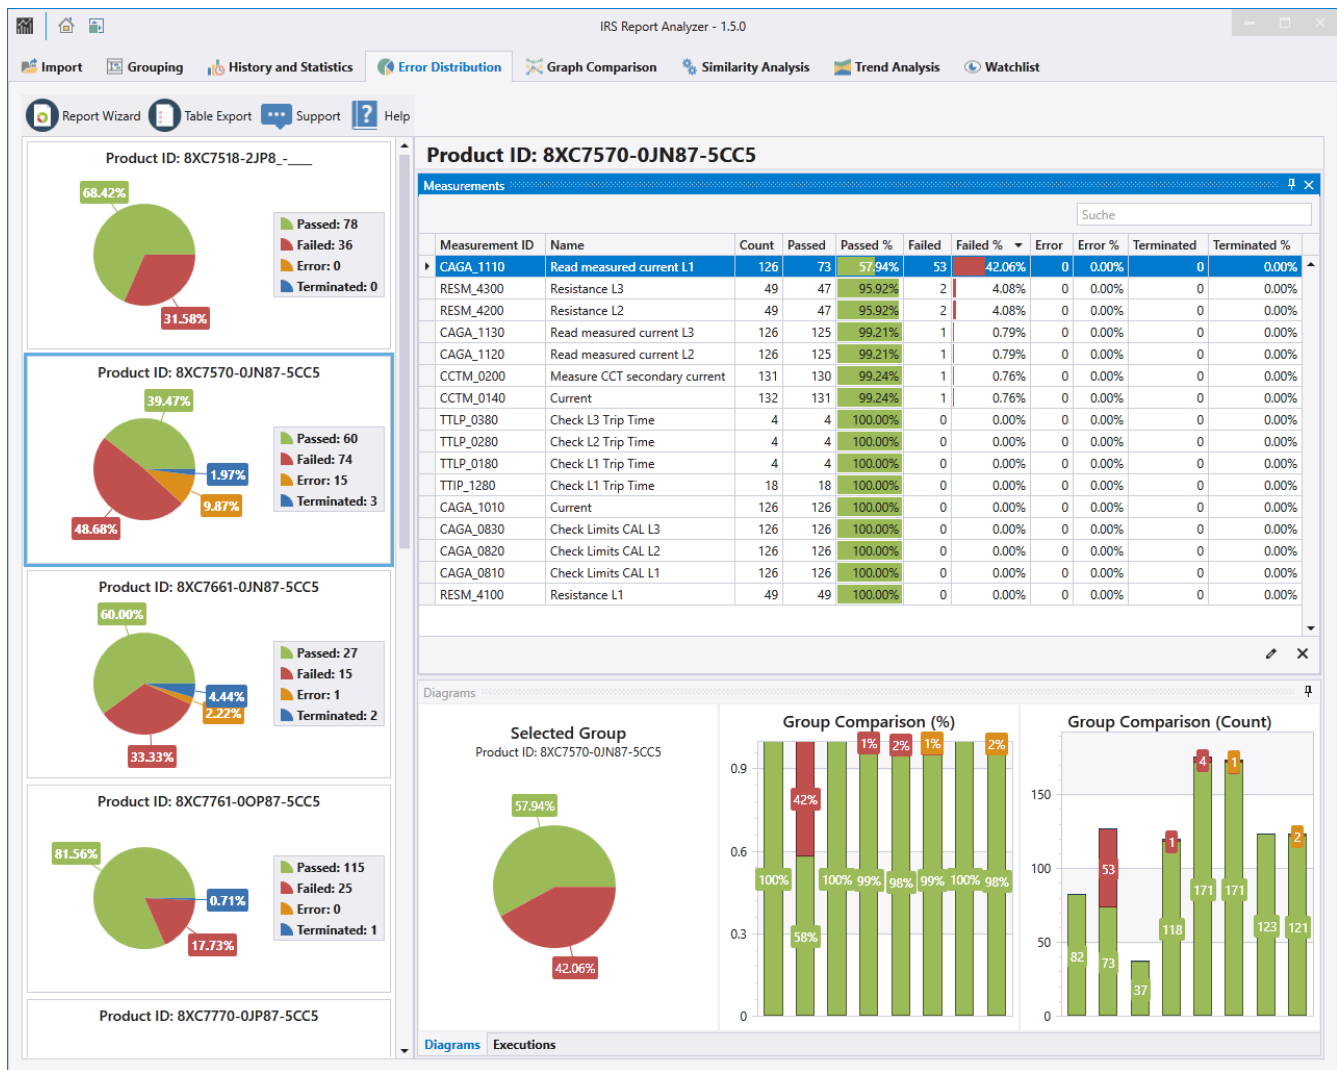 IRS Report Analyzer - 1.5.0
Import Grouping History and Statistics Error Distribution Graph Comparison Similarity Analysis Trend Analysis Watchlist
Report Wizard Table Export Support Help
Product ID: 8XC7518-2JP8_-____
68.42%
31.58%
Passed: 78
Failed: 36
Error: 0
Terminated: 0
Product ID: 8XC7570-0JN87-5CC5
39.47%
1.97%
9.87%
48.68%
Passed: 60
Failed: 74
Error: 15
Terminated: 3
Product ID: 8XC7661-0JN87-5CC5
60.00%
4.44%
2.22%
33.33%
Passed: 27
Failed: 15
Error: 1
Terminated: 2
Product ID: 8XC7761-0OP87-5CC5
81.56%
0.71%
17.73%
Passed: 115
Failed: 25
Error: 0
Terminated: 1
Product ID: 8XC7770-0JP87-5CC5
Product ID: 8XC7570-0JN87-5CC5
Measurements
Suche
Measurement ID Name Count Passed Passed % Failed Failed % Error Error % Terminated Terminated %
CAGA_1110 Read measured current L1 126 73 57.94% 53 42.06% 0 0.00% 0 0.00%
RESM_4300 Resistance L3 49 47 95.92% 2 4.08% 0 0.00% 0 0.00%
RESM_4200 Resistance L2 49 47 95.92% 2 4.08% 0 0.00% 0 0.00%
CAGA_1130 Read measured current L3 126 125 99.21% 1 0.79% 0 0.00% 0 0.00%
CAGA_1120 Read measured current L2 126 125 99.21% 1 0.79% 0 0.00% 0 0.00%
CCTM_0200 Measure CCT secondary current 131 130 99.24% 1 0.76% 0 0.00% 0 0.00%
CCTM_0140 Current 132 131 99.24% 1 0.76% 0 0.00% 0 0.00%
TTLP_0380 Check L3 Trip Time 4 4 100.00% 0 0.00% 0 0.00% 0 0.00%
TTLP_0280 Check L2 Trip Time 4 4 100.00% 0 0.00% 0 0.00% 0 0.00%
TTLP_0180 Check L1 Trip Time 4 4 100.00% 0 0.00% 0 0.00% 0 0.00%
TTIP_1280 Check L1 Trip Time 18 18 100.00% 0 0.00% 0 0.00% 0 0.00%
CAGA_1010 Current 126 126 100.00% 0 0.00% 0 0.00% 0 0.00%
CAGA_0830 Check Limits CAL L3 126 126 100.00% 0 0.00% 0 0.00% 0 0.00%
CAGA_0820 Check Limits CAL L2 126 126 100.00% 0 0.00% 0 0.00% 0 0.00%
CAGA_0810 Check Limits CAL L1 126 126 100.00% 0 0.00% 0 0.00% 0 0.00%
RESM_4100 Resistance L1 49 49 100.00% 0 0.00% 0 0.00% 0 0.00%
Diagrams
Selected Group
Product ID: 8XC7570-0JN87-5CC5
57.94%
42.06%
Group Comparison (%)
1% 2% 1% 2%
0.9
42%
0.6
100% 100% 99% 98% 99% 100% 98%
0.3 58%
0
Group Comparison (Count)
4 1
150
1 2
100 53
171 171
118 123 121
50
82 73
37
0
Diagrams Executions